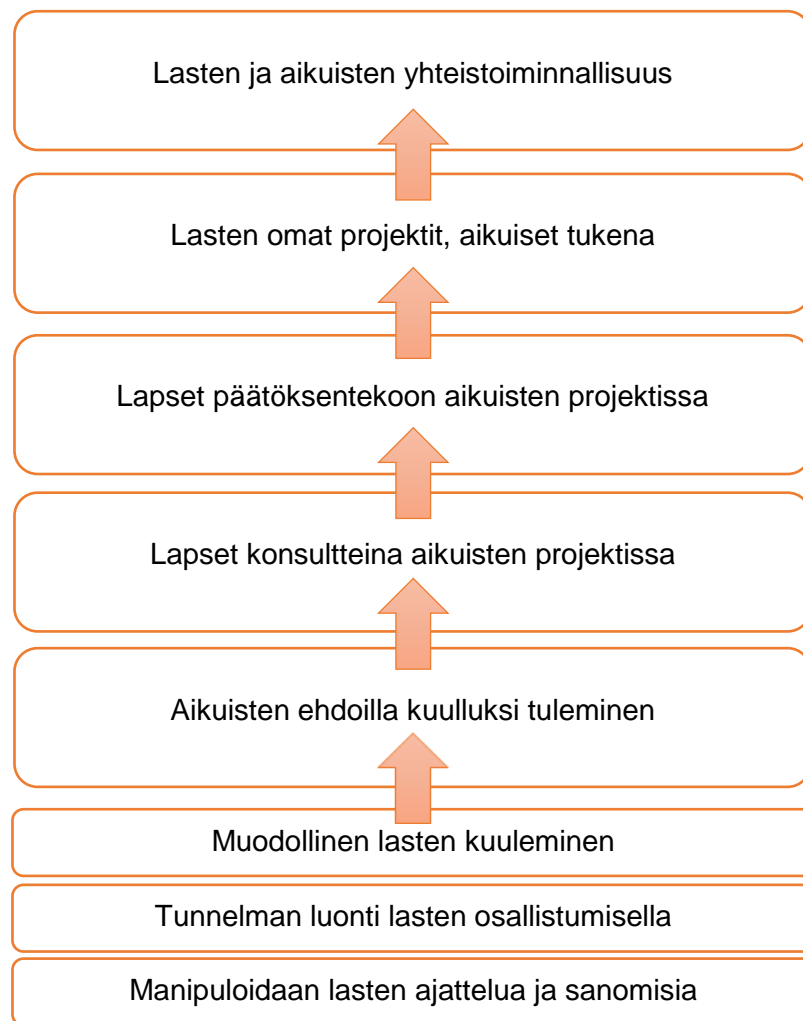 Lasten ja aikuisten yhteistoiminnallisuus
Lasten omat projektit, aikuiset tukena
Lapset päätöksentekoon aikuisten projektissa
Lapset konsultteina aikuisten projektissa
Aikuisten ehdoilla kuulluksi tuleminen
Muodollinen lasten kuuleminen
Tunnelman luonti lasten osallistumisella
Manipuloidaan lasten ajattelua ja sanomisia